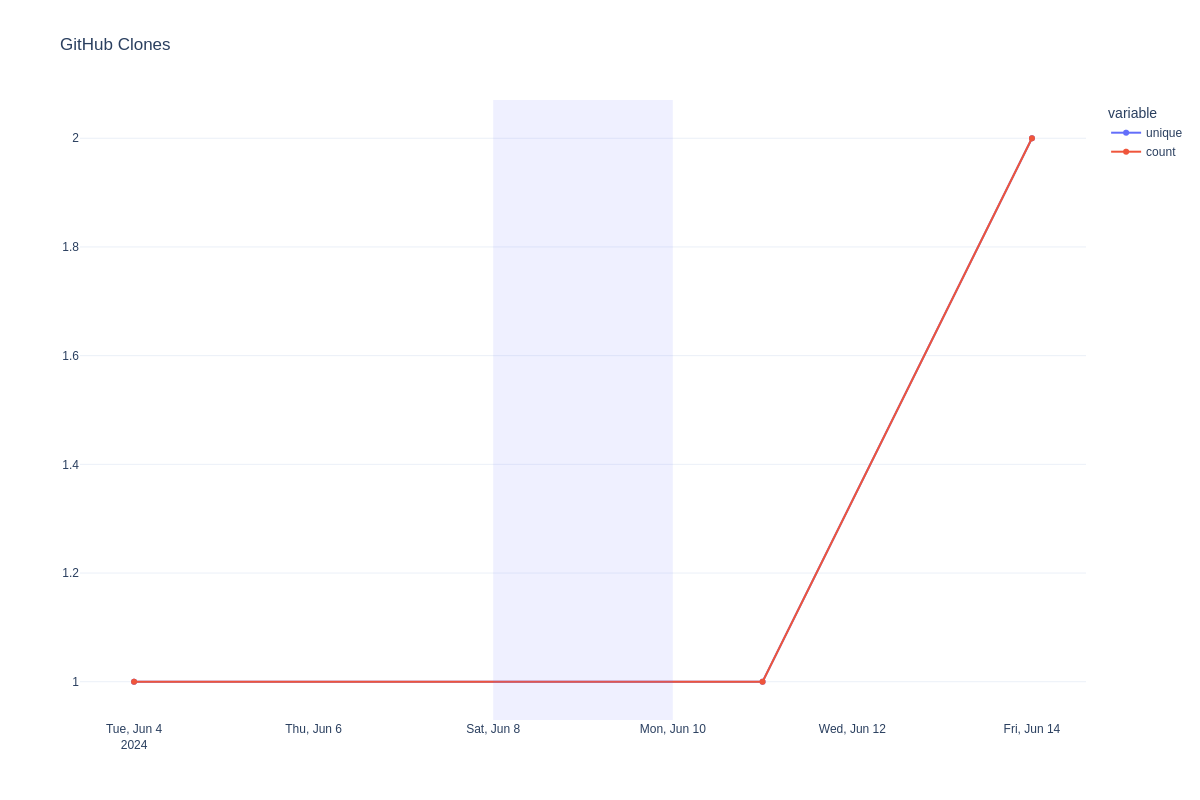 GitHub Clones
variable
unique
count
2
1.8
1.6
1.4
1.2
1
Tue, Jun 4
2024
Thu, Jun 6
Sat, Jun 8
Mon, Jun 10
Wed, Jun 12
Fri, Jun 14